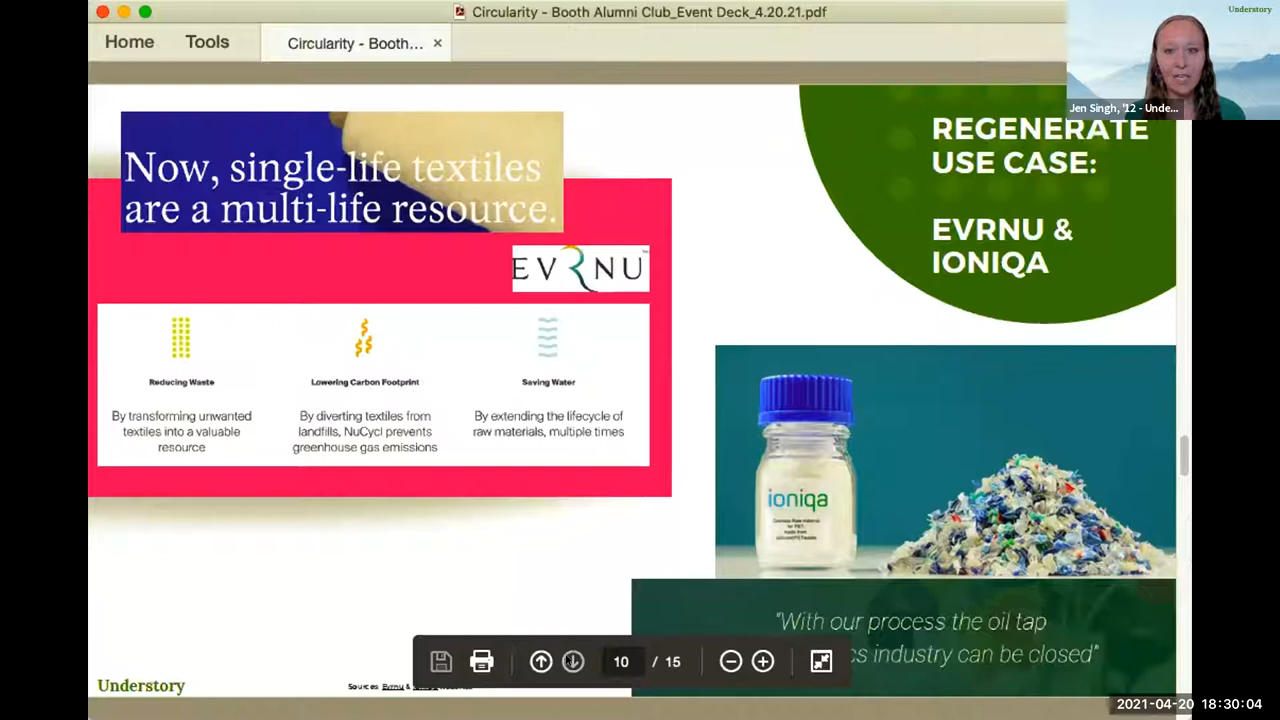 Circularity - Booth Alumni Club_Event Deck_4.20.21.pdf
Home
Tools
Circularity - Booth... ×
Understory
Jen Singh, '12 - Unde...
Now, single-life textiles
are a multi-life resource.
EVRNU
Reducing Waste
By transforming unwanted
textiles into a valuable
resource
Lowering Carbon Footprint
By diverting textiles from
landfills, NuCycl prevents
greenhouse gas emissions
Saving Water
By extending the lifecycle of
raw materials, multiple times
REGENERATE
USE CASE:
EVRNU &
IONIQA
ioniqa
"With our process the oil tap
cs industry can be closed"
10 / 15
Understory
Sources Evrnu &
2021-04-20 18:30:04